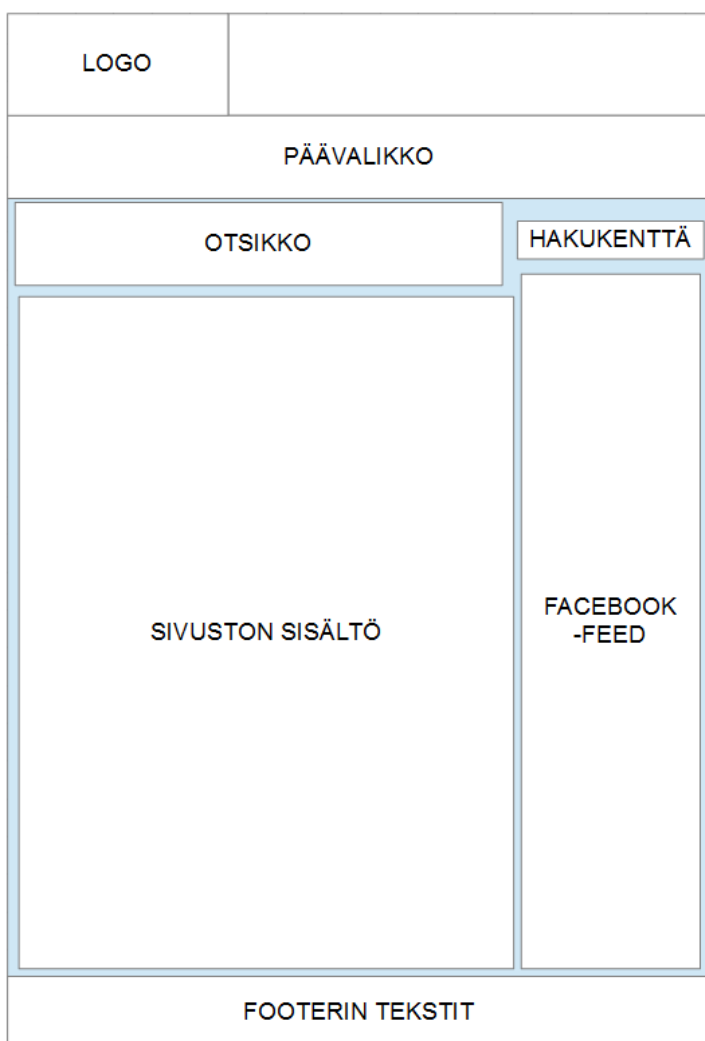 LOGO
PÄÄVALIKKO
OTSIKKO
HAKUKENTTÄ
SIVUSTON SISÄLTÖ
FACEBOOK
-FEED
FOOTERIN TEKSTIT